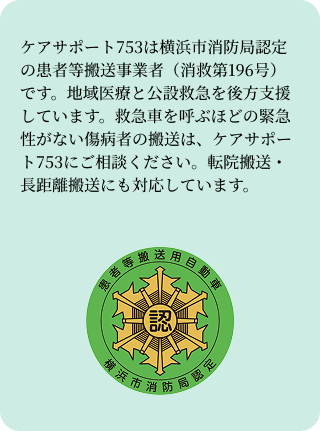 ケアサポート753は横浜市消防局認定
の患者等搬送事業者（消救第196号）
です。地域医療と公設救急を後方支援
しています。救急車を呼ぶほどの緊急
性がない傷病者の搬送は、ケアサポー
ト753にご相談ください。転院搬送・
長距離搬送にも対応しています。
患者等搬送用自動車
認
横浜市消防局認定